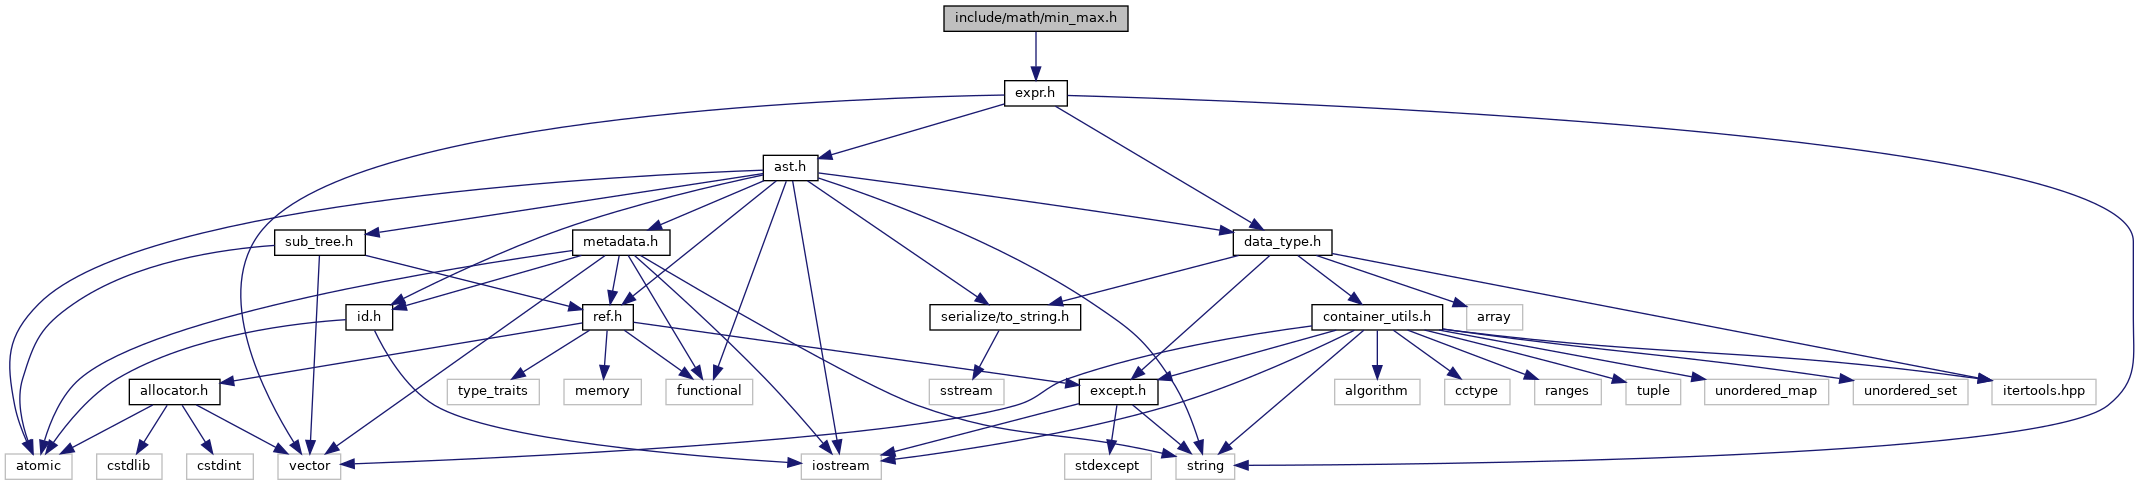 include/math/min_max.h
expr.h
ast.h
sub_tree.h
metadata.h
data_type.h
id.h
ref.h
serialize/to_string.h
container_utils.h
array
allocator.h
type_traits
memory
functional
sstream
except.h
algorithm
cctype
ranges
tuple
unordered_map
unordered_set
itertools.hpp
atomic
cstdlib
cstdint
vector
iostream
stdexcept
string